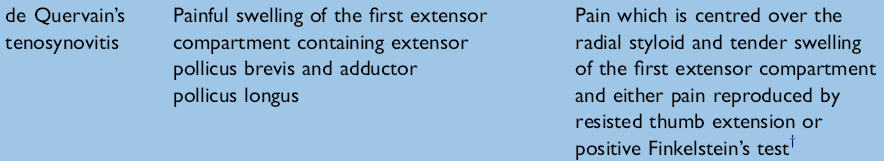 de Quervain's
tenosynovitis
Painful swelling of the first extensor
compartment containing extensor
pollicus brevis and adductor
pollicus longus
Pain which is centred over the
radial styloid and tender swelling
of the first extensor compartment
and either pain reproduced by
resisted thumb extension or
positive Finkelstein's test†